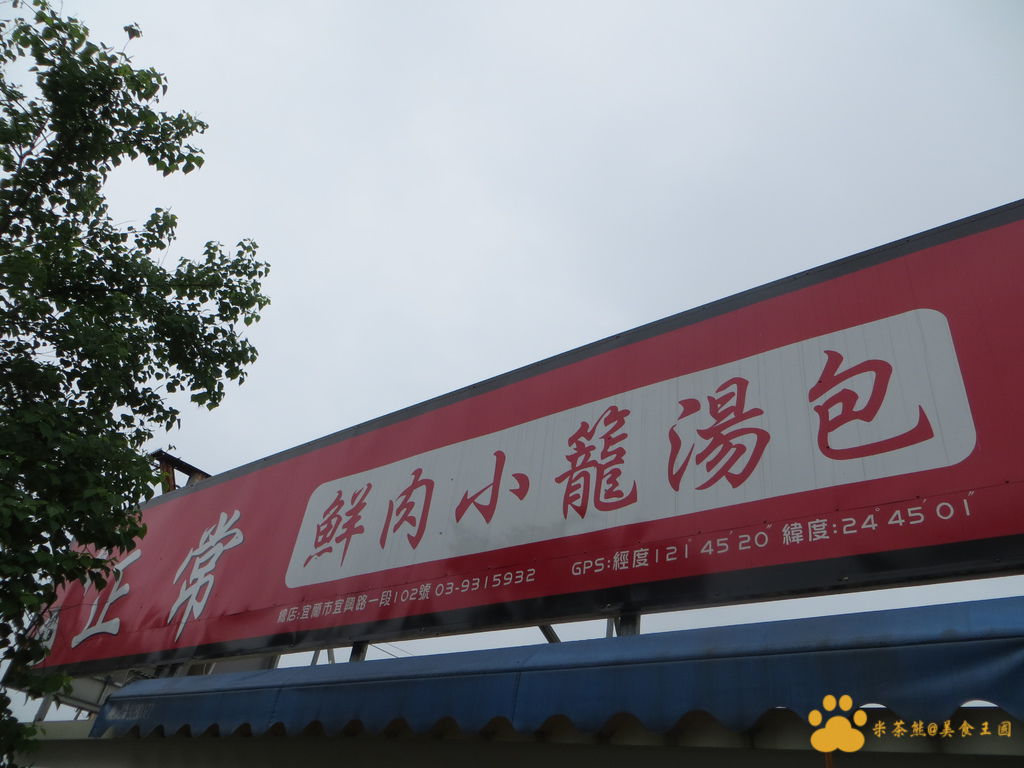 正常 鮮肉小籠湯包
總店:宜蘭市宜興路一段102號 03-9315932 GPS:經度121°45'20" 緯度:24°45'01"
米茶熊@美食王國